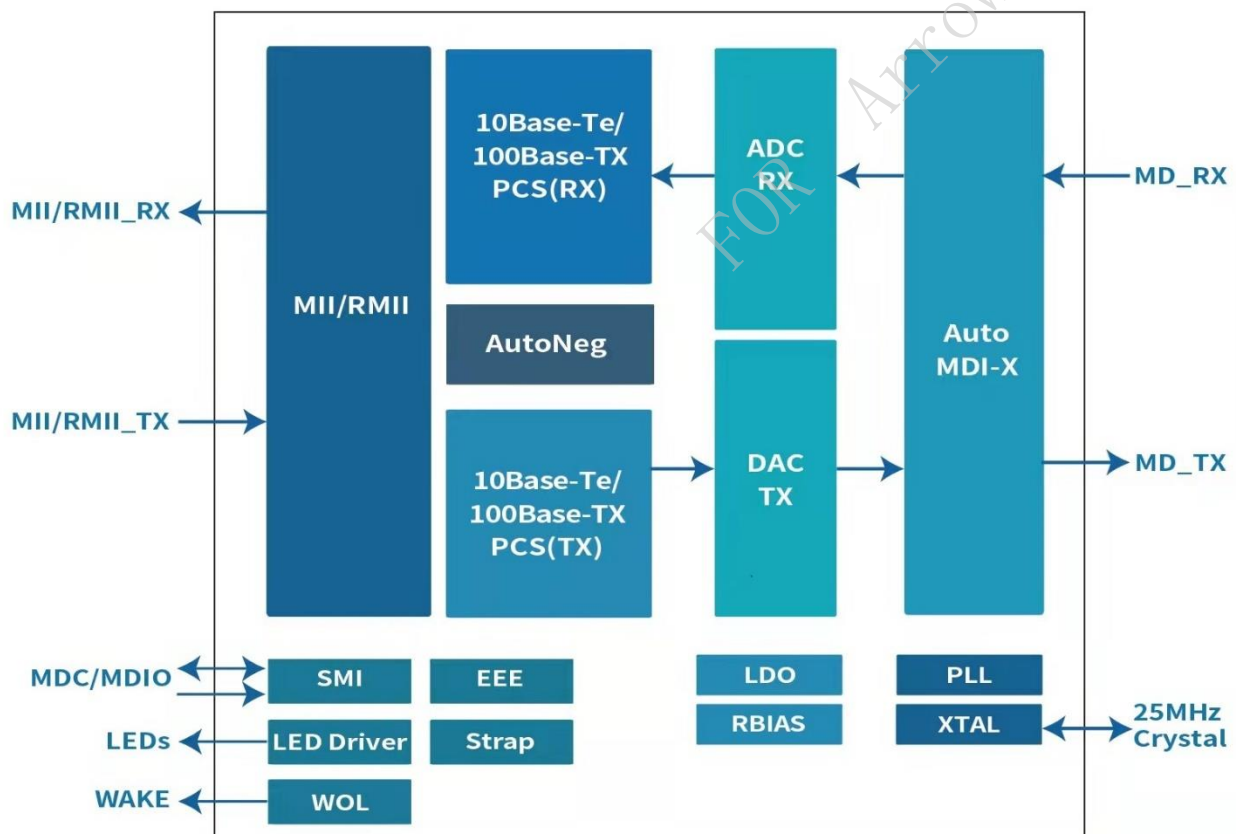 FOR Arrow
10Base-Te/
100Base-TX
PCS(RX)
ADC
RX
MD_RX
MII/RMII_RX
MII/RMII
AutoNeg
Auto
MDI-X
MII/RMII_TX
10Base-Te/
100Base-TX
PCS(TX)
DAC
TX
MD_TX
MDC/MDIO
SMI
EEE
LDO
PLL
LEDs
LED Driver
Strap
RBIAS
XTAL
25MHz
Crystal
WAKE
WOL